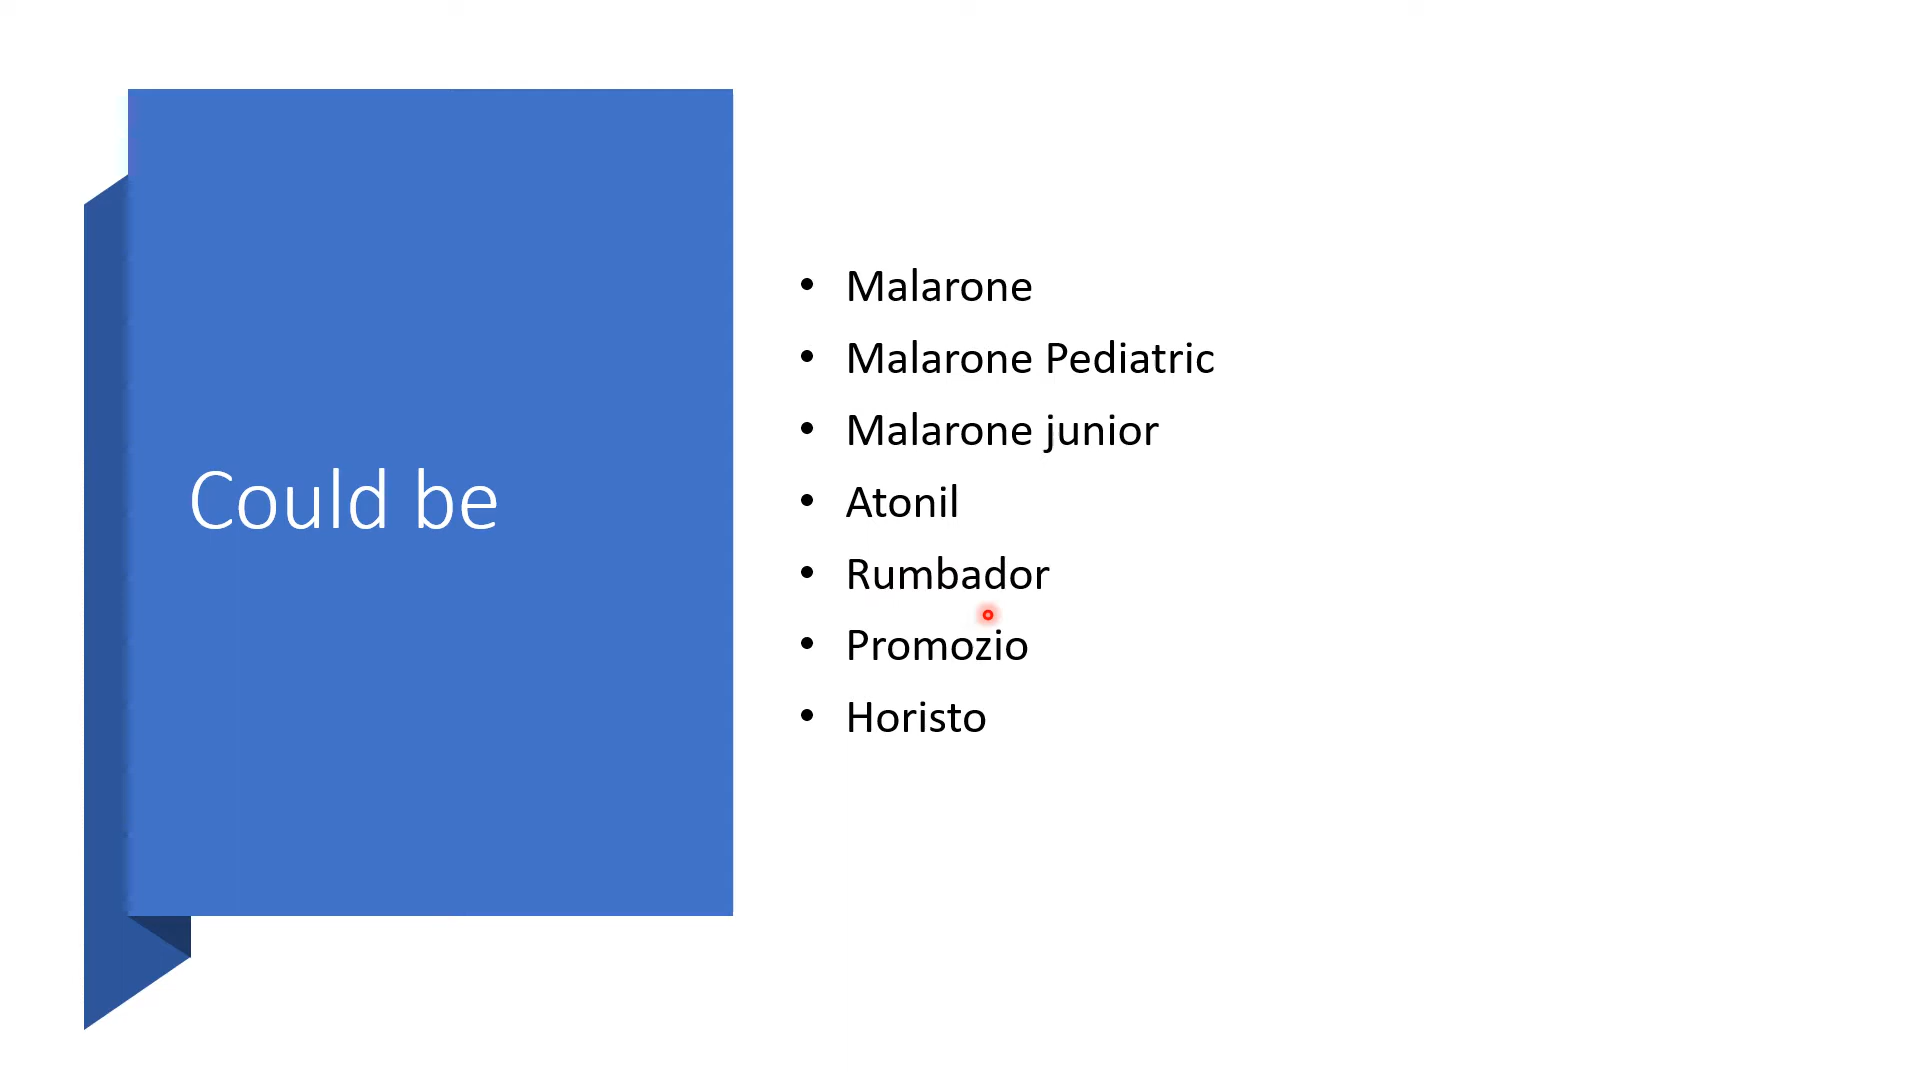 Could be
• Malarone
• Malarone Pediatric
• Malarone junior
• Atonil
• Rumbador
• Promozio
• Horisto